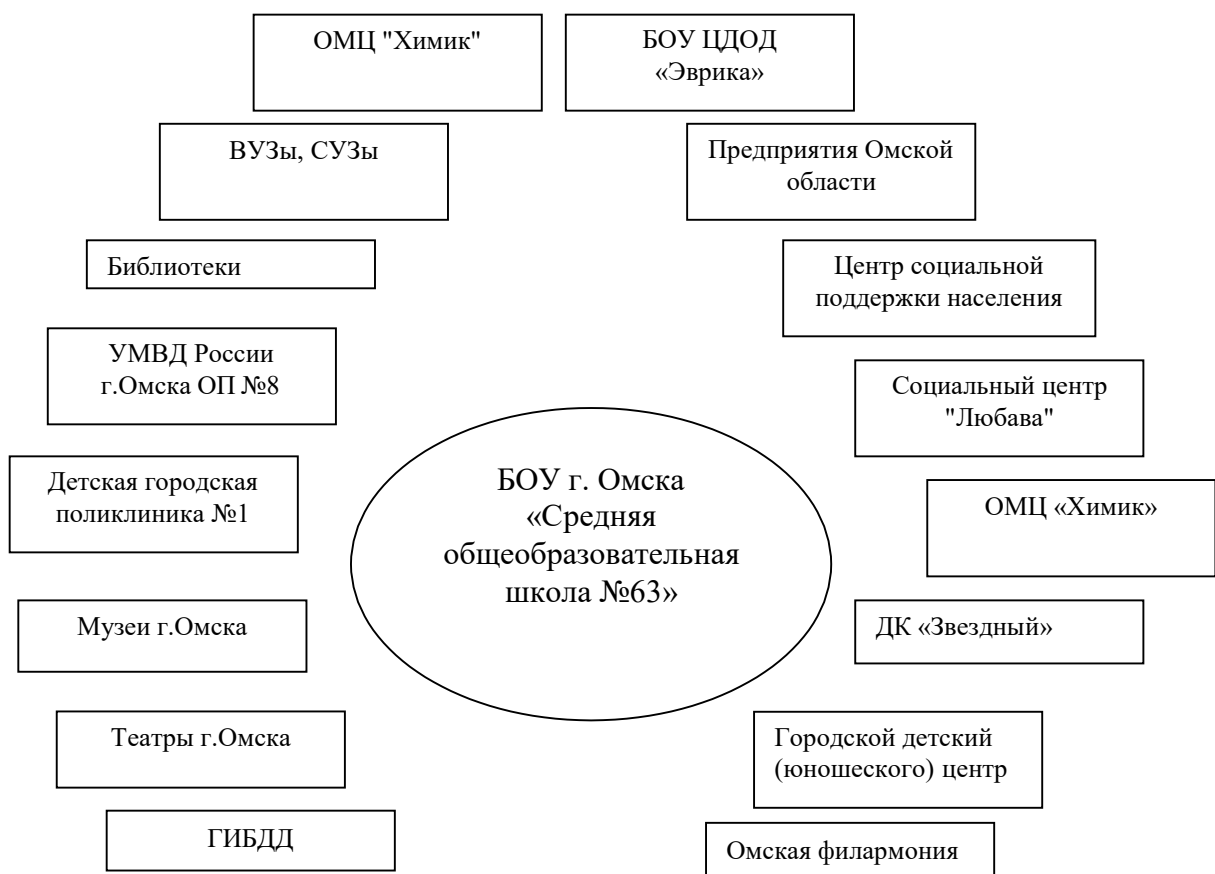 ОМЦ "Химик"
БОУ ЦДОД
«Эврика»
ВУЗы, СУЗы
Предприятия Омской
области
Библиотеки
Центр социальной
поддержки населения
УМВД России
г.Омска ОП №8
Социальный центр
"Любава"
Детская городская
поликлиника №1
БОУ г. Омска
«Средняя
общеобразовательная
школа №63»
ОМЦ «Химик»
Музеи г.Омска
ДК «Звездный»
Театры г.Омска
Городской детский
(юношеского) центр
ГИБДД
Омская филармония